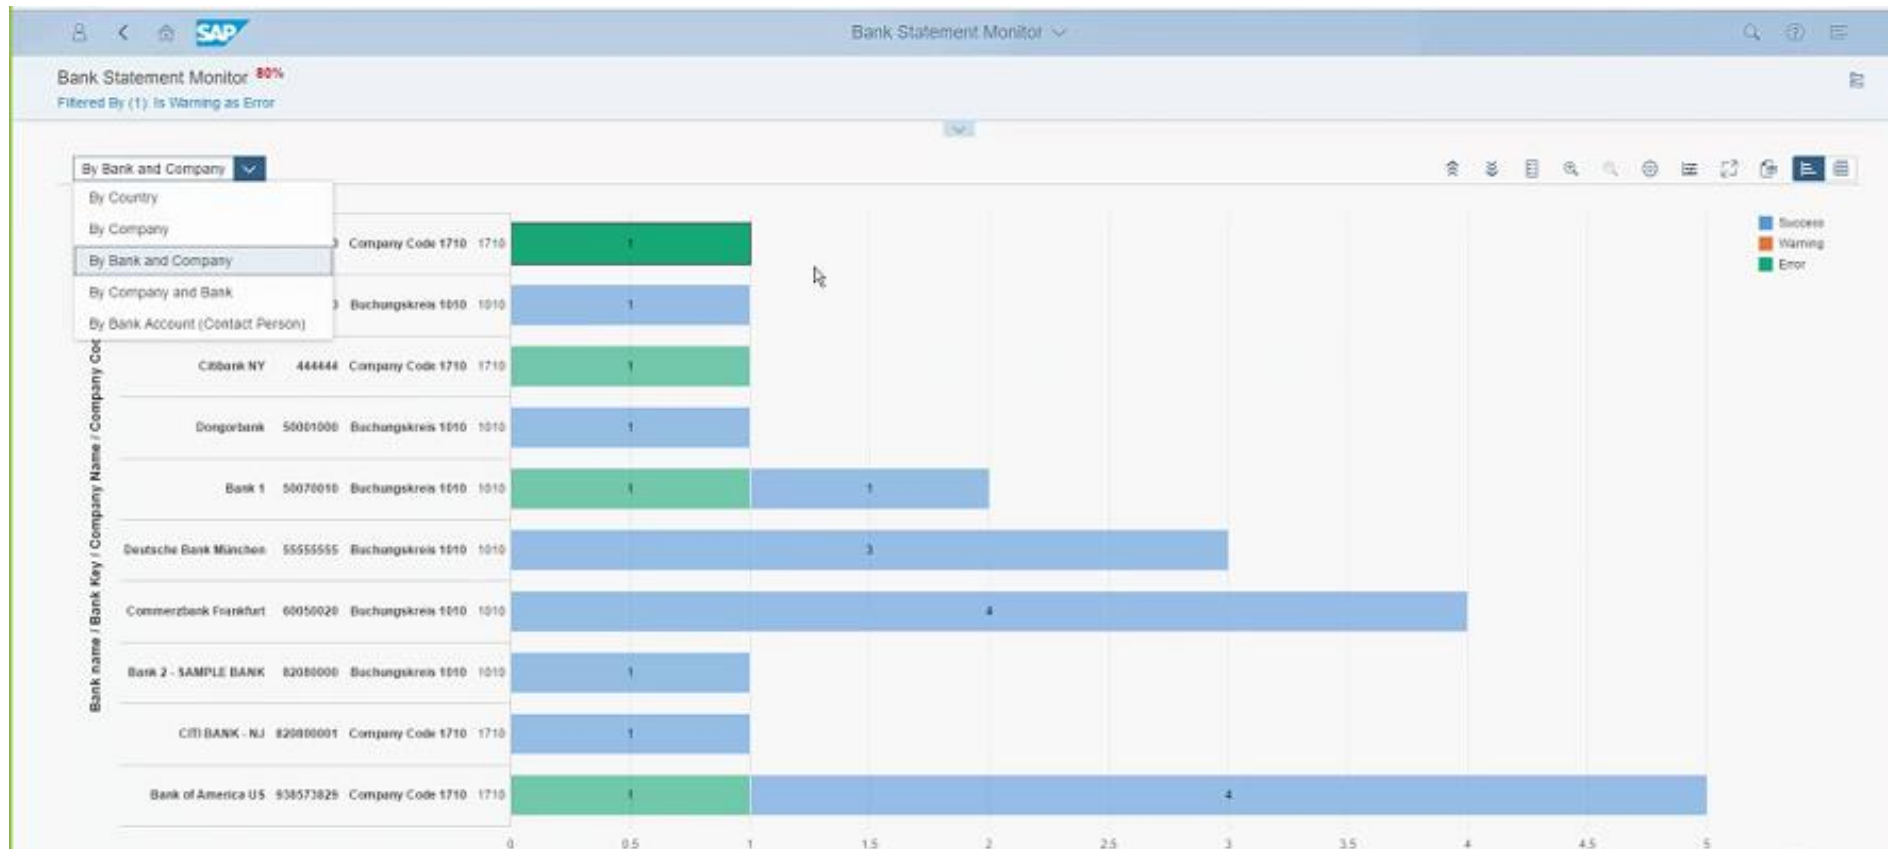 SAP
Bank Statement Monitor
Bank Statement Monitor 80%
Filtered By (1): Is Warning as Error
By Bank and Company
By Country
By Company
By Bank and Company
By Company and Bank
By Bank Account (Contact Person)
Success
Warning
Error
Bank name / Bank Key / Company Name / Company Cod
Company Code 1710 1710 1
Buchungskreis 1010 1010 1
Citibank NY 444444 Company Code 1710 1710 1
Dongorbank 50001000 Buchungskreis 1010 1010 1
Bank 1 50070010 Buchungskreis 1010 1010 1 1
Deutsche Bank München 55555555 Buchungskreis 1010 1010 3
Commerzbank Frankfurt 60050020 Buchungskreis 1010 1010 4
Bank 2 - SAMPLE BANK 82080000 Buchungskreis 1010 1010 1
CITI BANK - NJ 820800001 Company Code 1710 1710 1
Bank of America US 938573829 Company Code 1710 1710 1 4
0 0.5 1 1.5 2 2.5 3 3.5 4 4.5 5